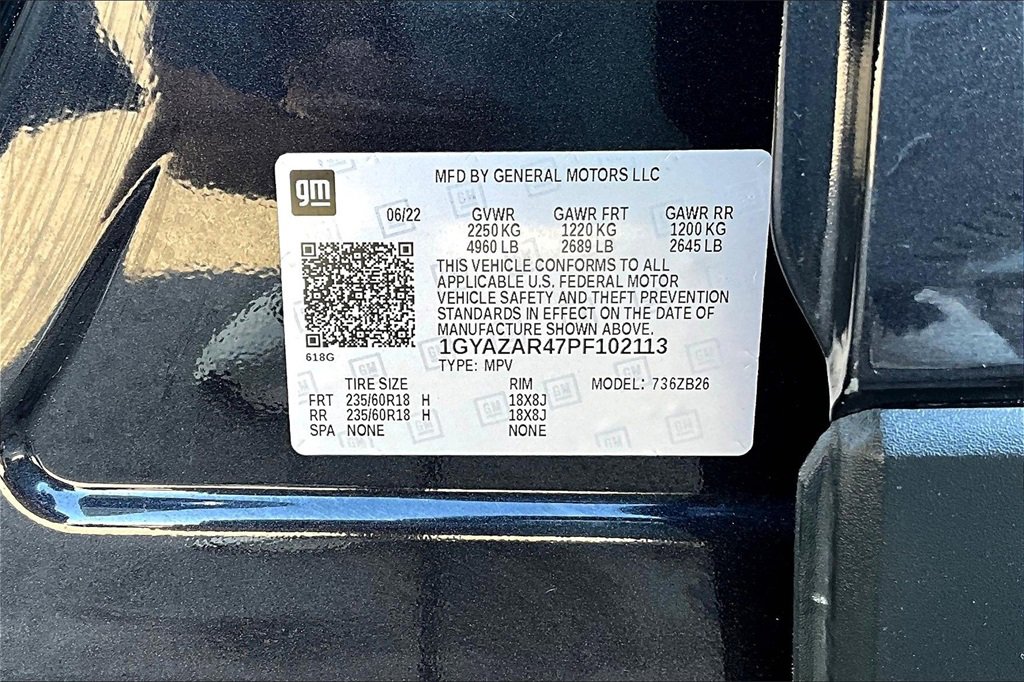 gm
MFD BY GENERAL MOTORS LLC
06/22 GVWR GAWR FRT GAWR RR
2250 KG 1220 KG 1200 KG
4960 LB 2689 LB 2645 LB
THIS VEHICLE CONFORMS TO ALL
APPLICABLE U.S. FEDERAL MOTOR
VEHICLE SAFETY AND THEFT PREVENTION
STANDARDS IN EFFECT ON THE DATE OF
MANUFACTURE SHOWN ABOVE.
618G
1GYAZAR47PF102113
TYPE: MPV
TIRE SIZE RIM MODEL: 736ZB26
FRT 235/60R18 H 18X8J
RR 235/60R18 H 18X8J
SPA NONE NONE